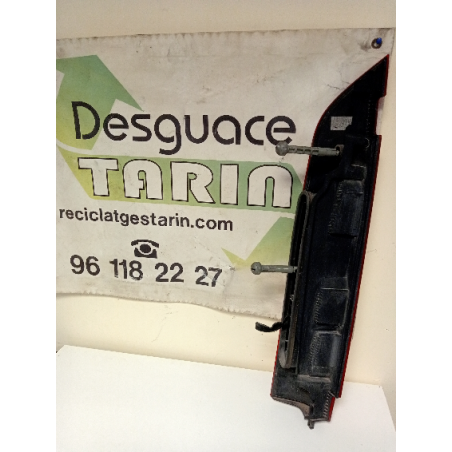 Desguace
TARIN
reciclatgestarin.com
☎
96 118 22 27